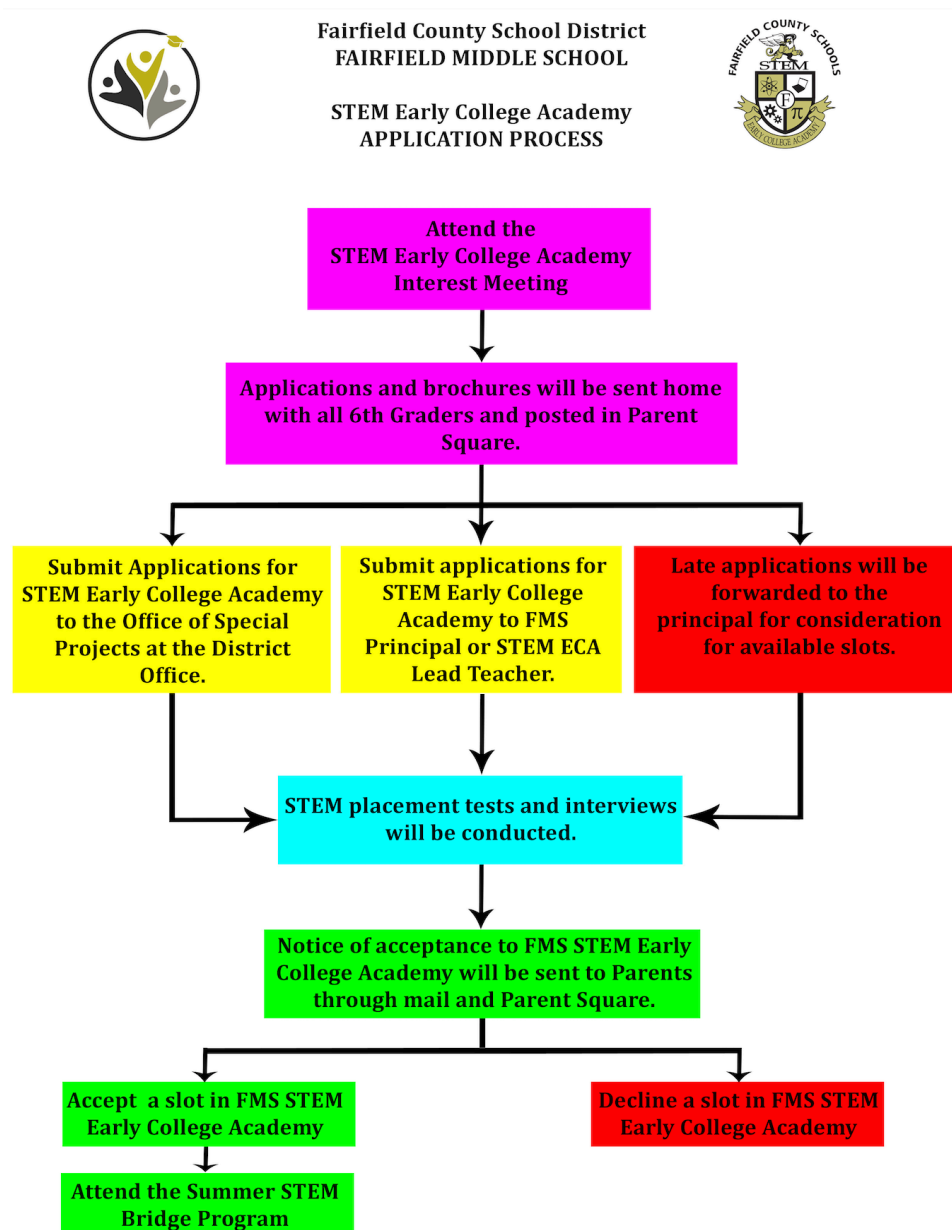 Fairfield County School District
FAIRFIELD MIDDLE SCHOOL
STEM Early College Academy
APPLICATION PROCESS
FAIRFIELD COUNTY SCHOOLS
STEM
F
π
EARLY COLLEGE ACADEMY
Attend the
STEM Early College Academy
Interest Meeting
Applications and brochures will be sent home
with all 6th Graders and posted in Parent
Square.
Submit Applications for
STEM Early College Academy
to the Office of Special
Projects at the District
Office.
Submit applications for
STEM Early College
Academy to FMS
Principal or STEM ECA
Lead Teacher.
Late applications will be
forwarded to the
principal for consideration
for available slots.
STEM placement tests and interviews
will be conducted.
Notice of acceptance to FMS STEM Early
College Academy will be sent to Parents
through mail and Parent Square.
Accept a slot in FMS STEM
Early College Academy
Decline a slot in FMS STEM
Early College Academy
Attend the Summer STEM
Bridge Program